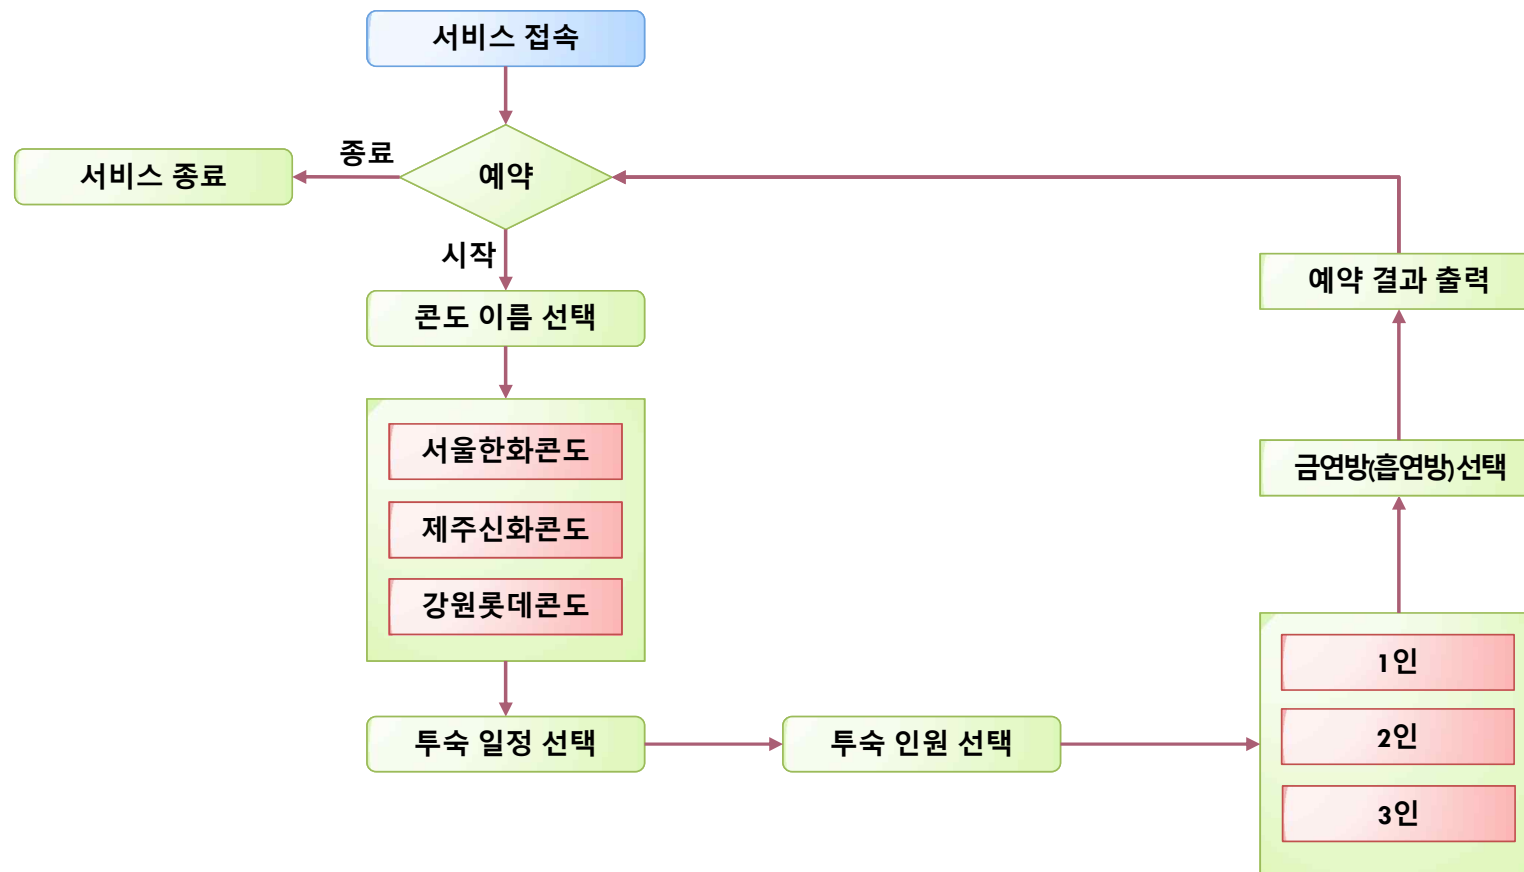 서비스 접속
종료
서비스 종료
예약
시작
콘도 이름 선택
서울한화콘도
제주신화콘도
강원롯데콘도
투숙 일정 선택
투숙 인원 선택
1인
2인
3인
금연방(흡연방)선택
예약 결과 출력